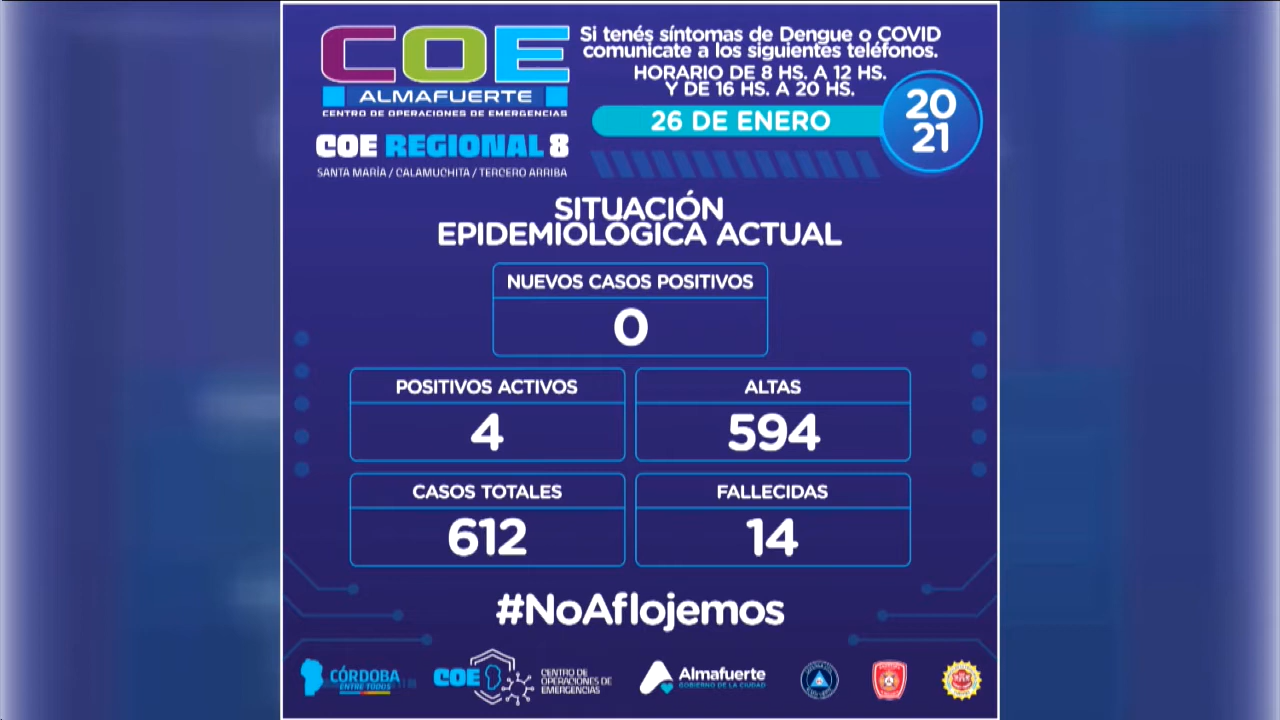 COE
ALMAFUERTE
CENTRO DE OPERACIONES DE EMERGENCIAS
COE REGIONAL 8
SANTA MARÍA / CALAMUCHITA / TERCERO ARRIBA
Si tenés síntomas de Dengue o COVID
comunicate a los siguientes teléfonos.
HORARIO DE 8 HS. A 12 HS.
Y DE 16 HS. A 20 HS.
26 DE ENERO
20
21
SITUACIÓN
EPIDEMIOLÓGICA ACTUAL
NUEVOS CASOS POSITIVOS
0
POSITIVOS ACTIVOS
4
ALTAS
594
CASOS TOTALES
612
FALLECIDAS
14
#NoAflojemos
CÓRDOBA
ENTRE TODOS
COE
CENTRO DE
OPERACIONES DE
EMERGENCIAS
Almafuerte
GOBIERNO DE LA CIUDAD